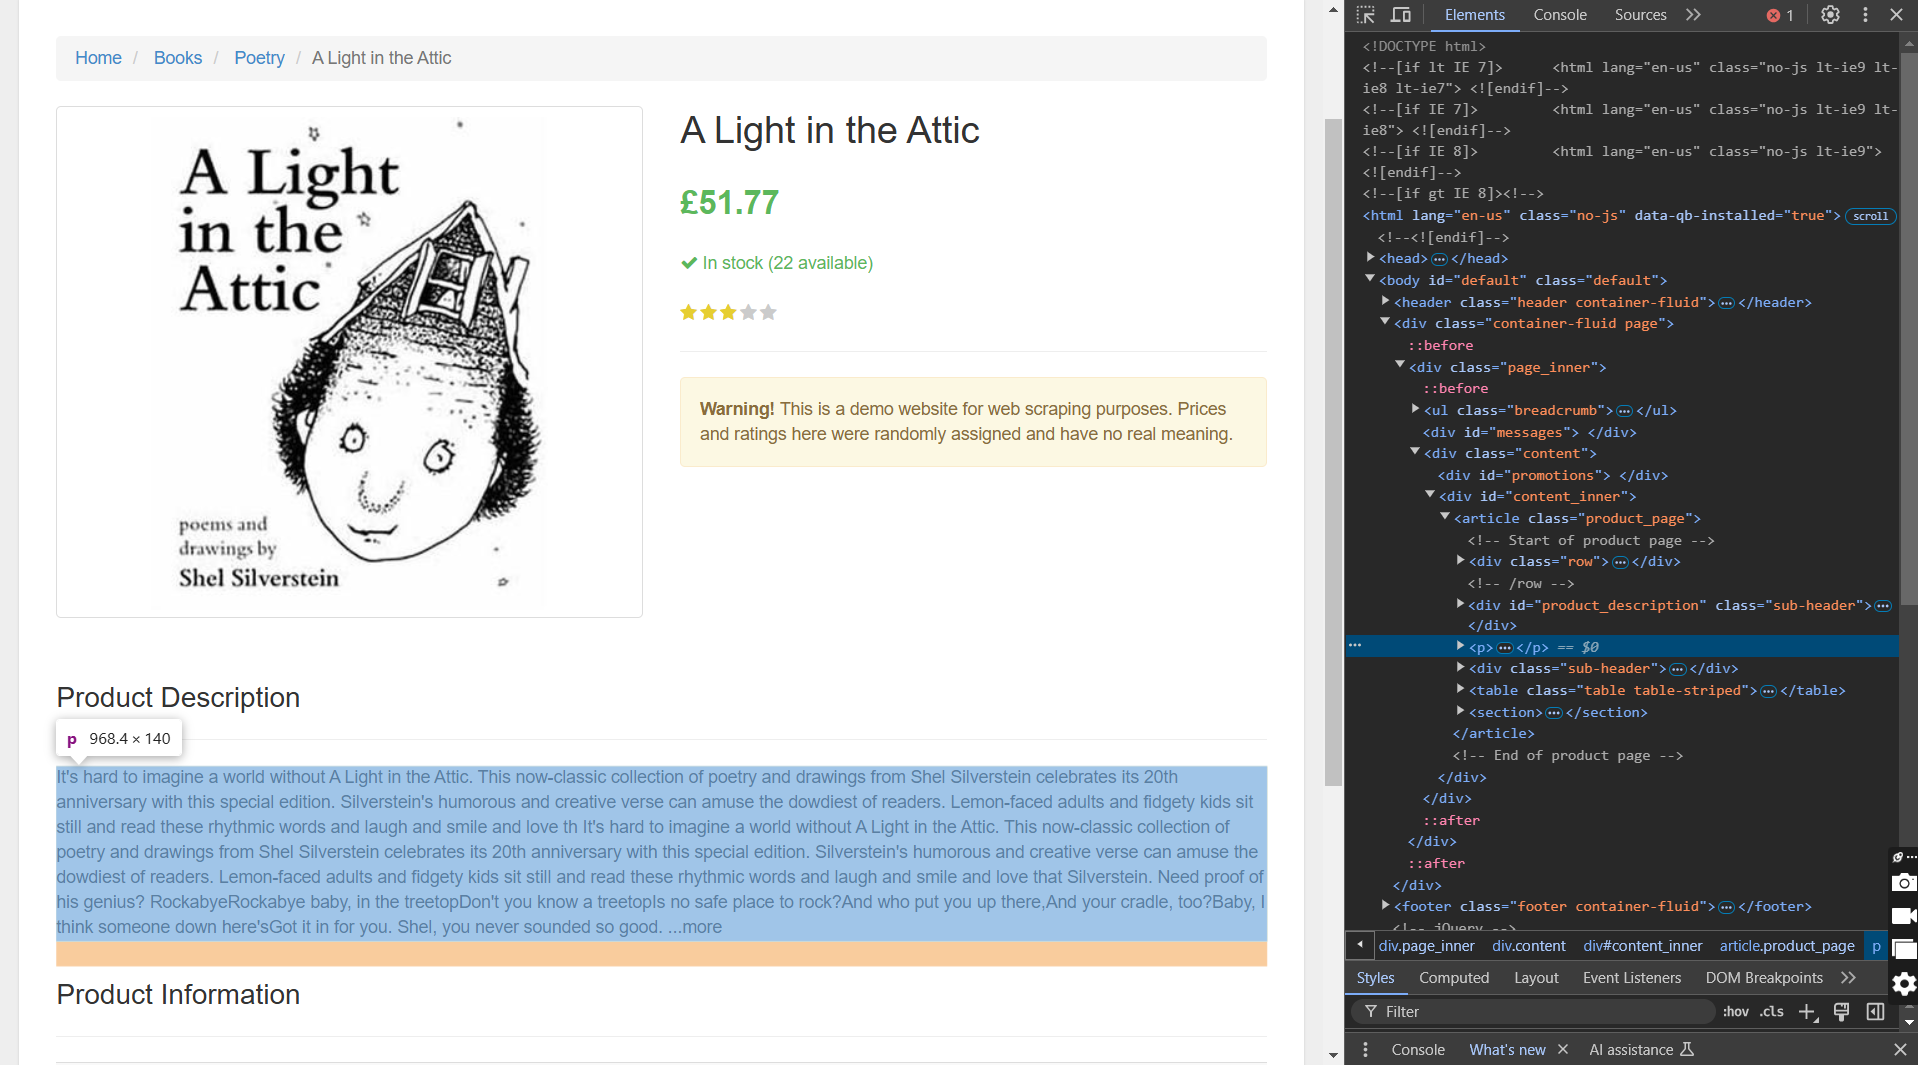 Home / Books / Poetry / A Light in the Attic
A Light
in the
Attic
poems and
drawings by
Shel Silverstein
A Light in the Attic
£51.77
In stock (22 available)
Warning! This is a demo website for web scraping purposes. Prices
and ratings here were randomly assigned and have no real meaning.
Product Description
p 968.4 × 140
It's hard to imagine a world without A Light in the Attic. This now-classic collection of poetry and drawings from Shel Silverstein celebrates its 20th
anniversary with this special edition. Silverstein's humorous and creative verse can amuse the dowdiest of readers. Lemon-faced adults and fidgety kids sit
still and read these rhythmic words and laugh and smile and love th It's hard to imagine a world without A Light in the Attic. This now-classic collection of
poetry and drawings from Shel Silverstein celebrates its 20th anniversary with this special edition. Silverstein's humorous and creative verse can amuse the
dowdiest of readers. Lemon-faced adults and fidgety kids sit still and read these rhythmic words and laugh and smile and love that Silverstein. Need proof of
his genius? RockabyeRockabye baby, in the treetopDon't you know a treetopIs no safe place to rock?And who put you up there,And your cradle, too?Baby, I
think someone down here'sGot it in for you. Shel, you never sounded so good. ...more
Product Information
Elements Console Sources 1
<!DOCTYPE html>
<!--[if lt IE 7]> <html lang="en-us" class="no-js lt-ie9 lt-
ie8 lt-ie7"> <![endif]-->
<!--[if IE 7]> <html lang="en-us" class="no-js lt-ie9 lt-
ie8"> <![endif]-->
<!--[if IE 8]> <html lang="en-us" class="no-js lt-ie9">
<![endif]-->
<!--[if gt IE 8]><!-->
<html lang="en-us" class="no-js" data-qb-installed="true"> scroll
<!--<![endif]-->
<head> ... </head>
<body id="default" class="default">
<header class="header container-fluid"> ... </header>
<div class="container-fluid page">
::before
<div class="page_inner">
::before
<ul class="breadcrumb"> ... </ul>
<div id="messages"> </div>
<div class="content">
<div id="promotions"> </div>
<div id="content_inner">
<article class="product_page">
<!-- Start of product page -->
<div class="row"> ... </div>
<!-- /row -->
<div id="product_description" class="sub-header"> ...
</div>
<p> ... </p> == $0
<div class="sub-header"> ... </div>
<table class="table table-striped"> ... </table>
<section> ... </section>
</article>
<!-- End of product page -->
</div>
</div>
::after
</div>
::after
</div>
<footer class="footer container-fluid"> ... </footer>
<!-- jQuery -->
div.page_inner div.content div#content_inner article.product_page p
Styles Computed Layout Event Listeners DOM Breakpoints
Filter :hov .cls
Console What's new AI assistance